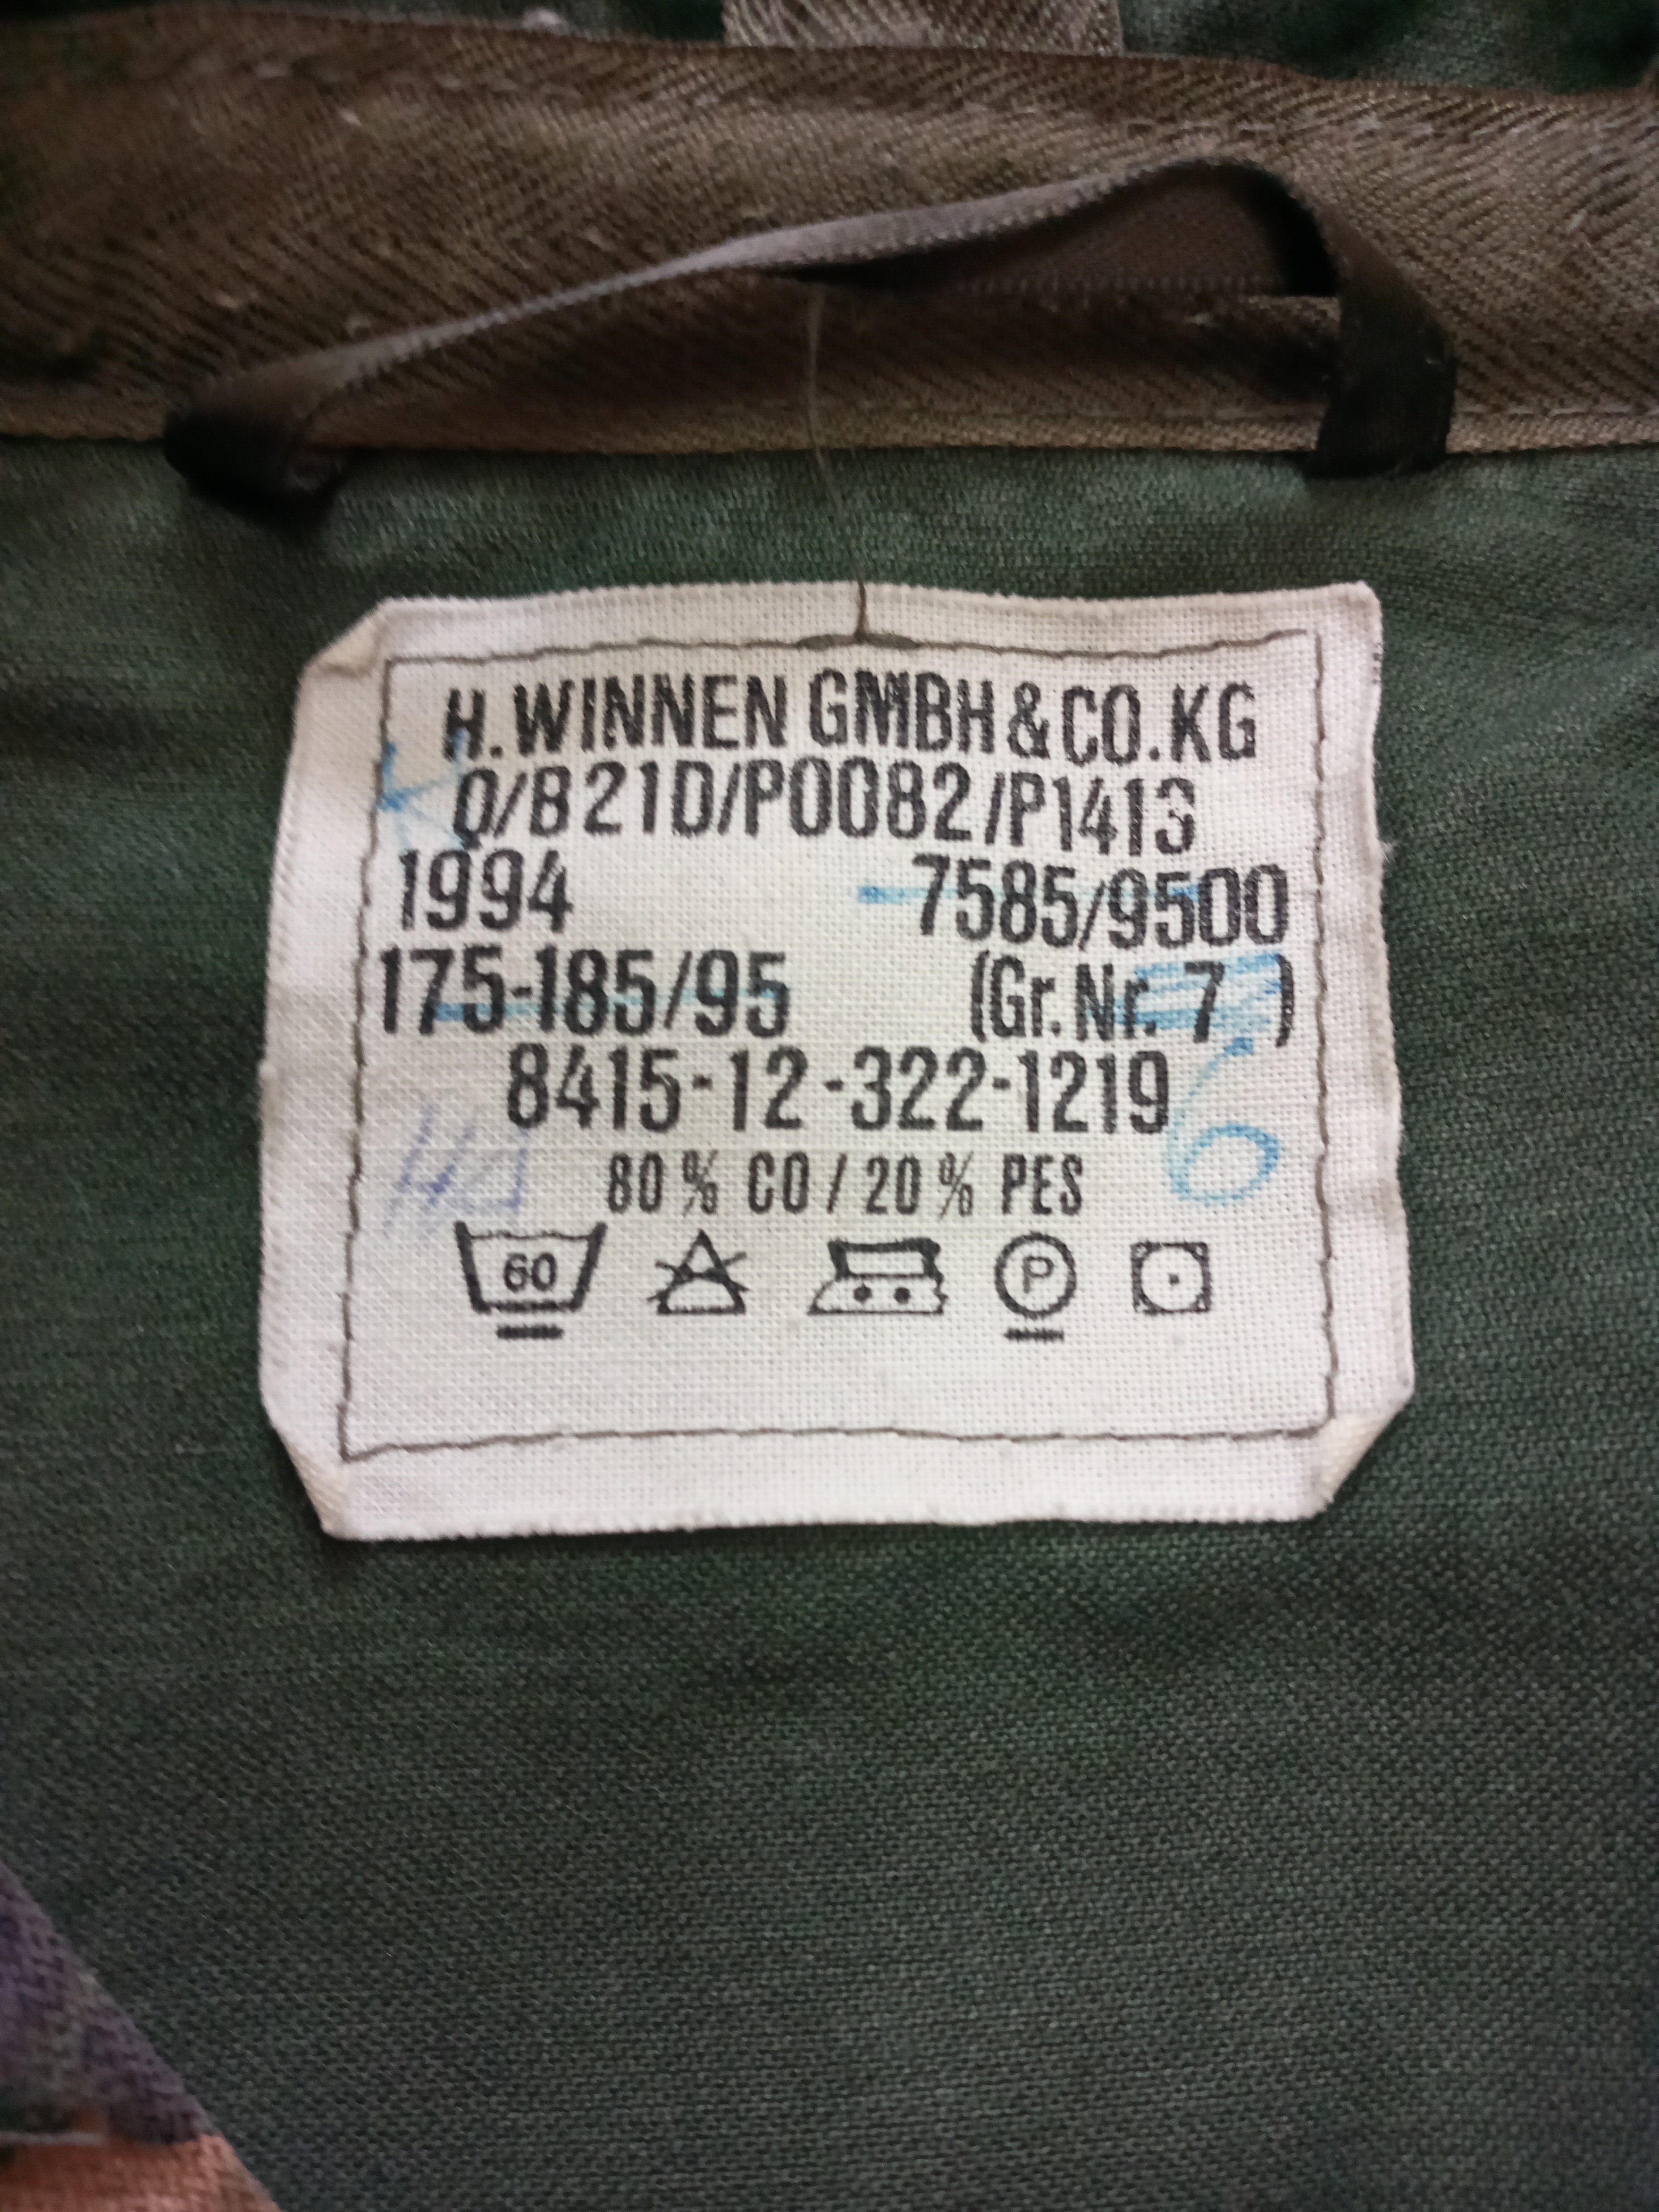 H. WINNEN GMBH & CO. KG
Q/B21D/P0082/P1413
1994 7585/9500
175-185/95 (Gr. Nr. 7 )
8415-12-322-1219
6
80 % CO / 20 % PES
60 P